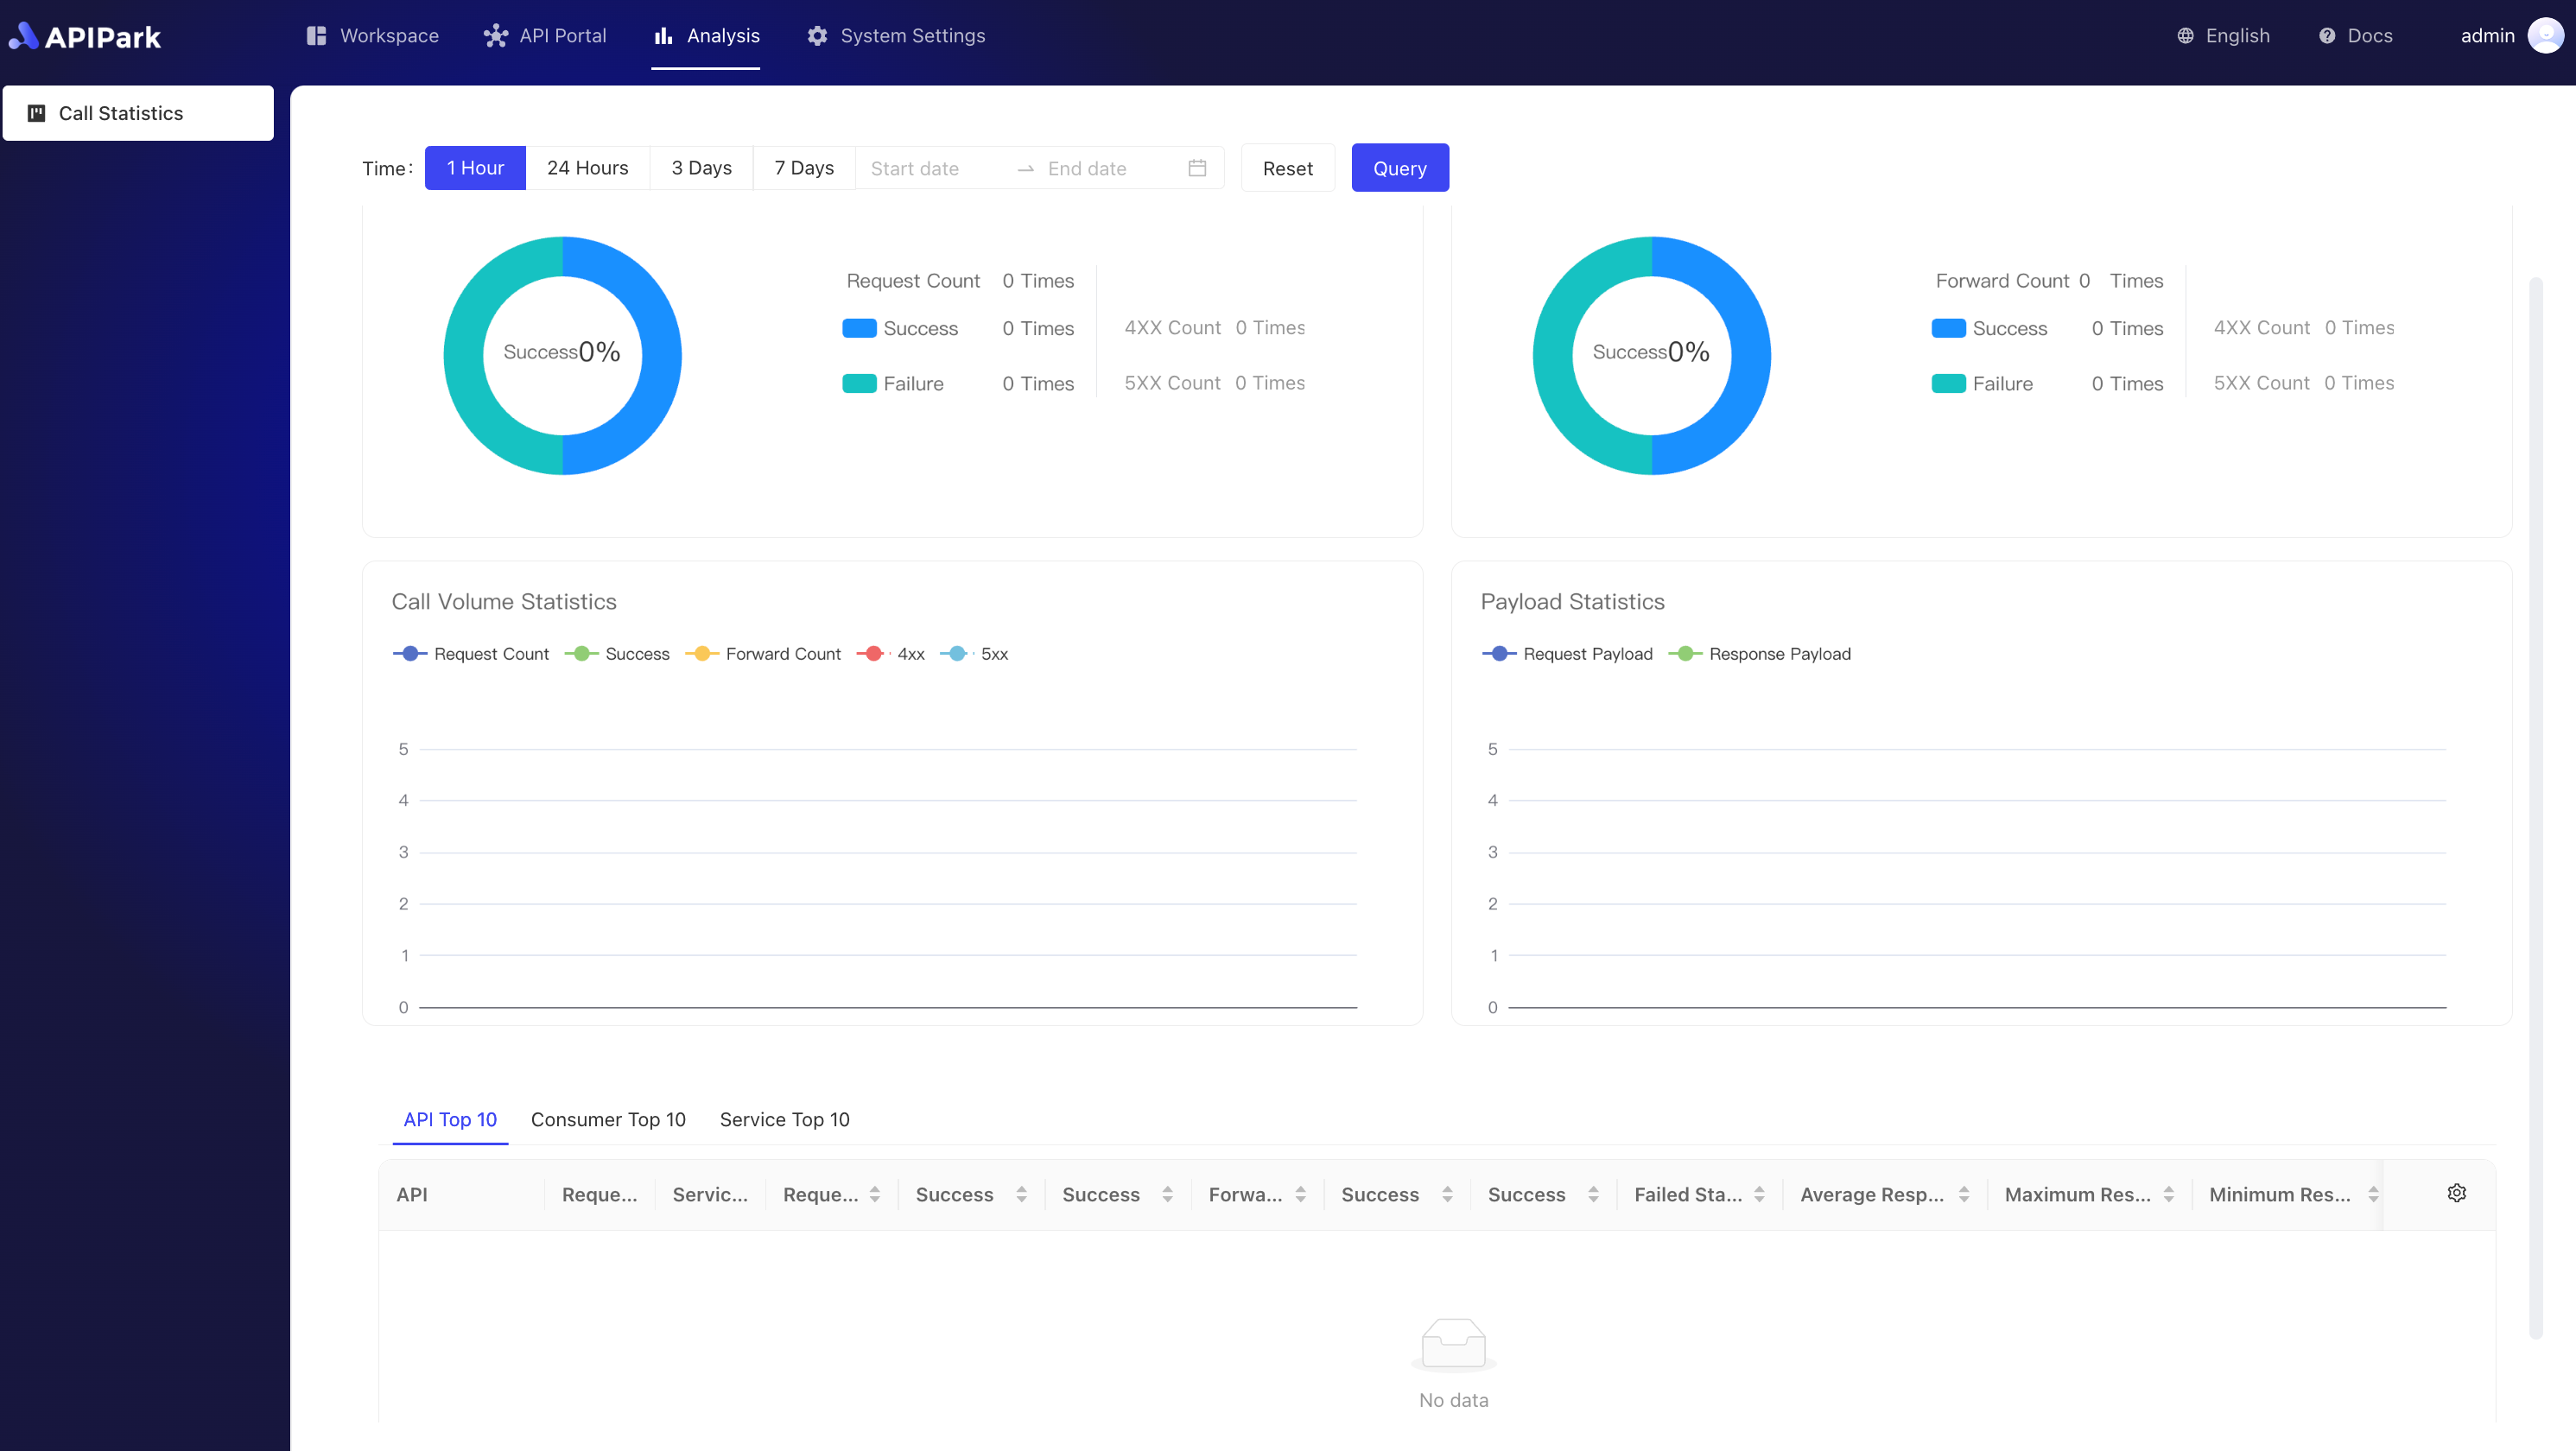 APIPark
Workspace
API Portal
Analysis
System Settings
English
Docs
admin
Call Statistics
Time:
1 Hour
24 Hours
3 Days
7 Days
Start date
End date
Reset
Query
Success0%
Request Count 0 Times
Success 0 Times
4XX Count 0 Times
Failure 0 Times
5XX Count 0 Times
Success0%
Forward Count 0 Times
Success 0 Times
4XX Count 0 Times
Failure 0 Times
5XX Count 0 Times
Call Volume Statistics
Request Count
Success
Forward Count
4xx
5xx
5
4
3
2
1
0
Payload Statistics
Request Payload
Response Payload
5
4
3
2
1
0
API Top 10
Consumer Top 10
Service Top 10
API
Reque...
Servic...
Reque...
Success
Success
Forwa...
Success
Success
Failed Sta...
Average Resp...
Maximum Res...
Minimum Res...
No data